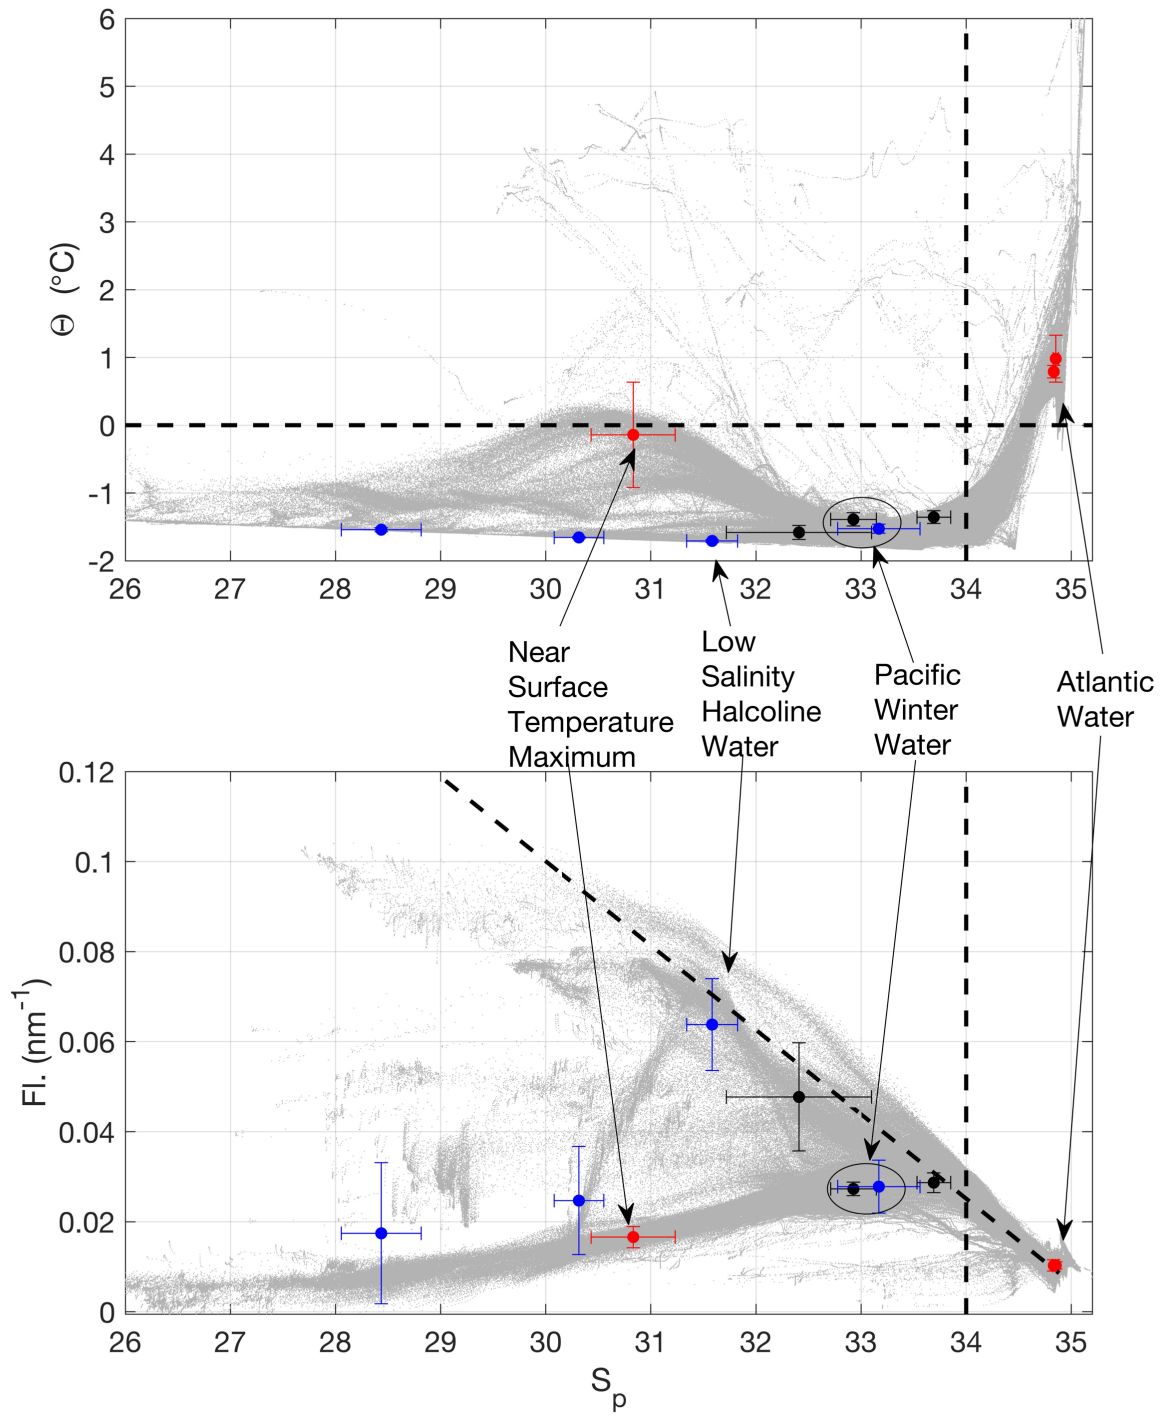 6
5
4
3
2
1
0
-1
-2
Θ (°C)
26 27 28 29 30 31 32 33 34 35
Near
Surface
Temperature
Maximum
Low
Salinity
Halcoline
Water
Pacific
Winter
Water
Atlantic
Water
0.12
0.1
0.08
0.06
0.04
0.02
0
Fl. (nm⁻¹)
26 27 28 29 30 31 32 33 34 35
Sₚ